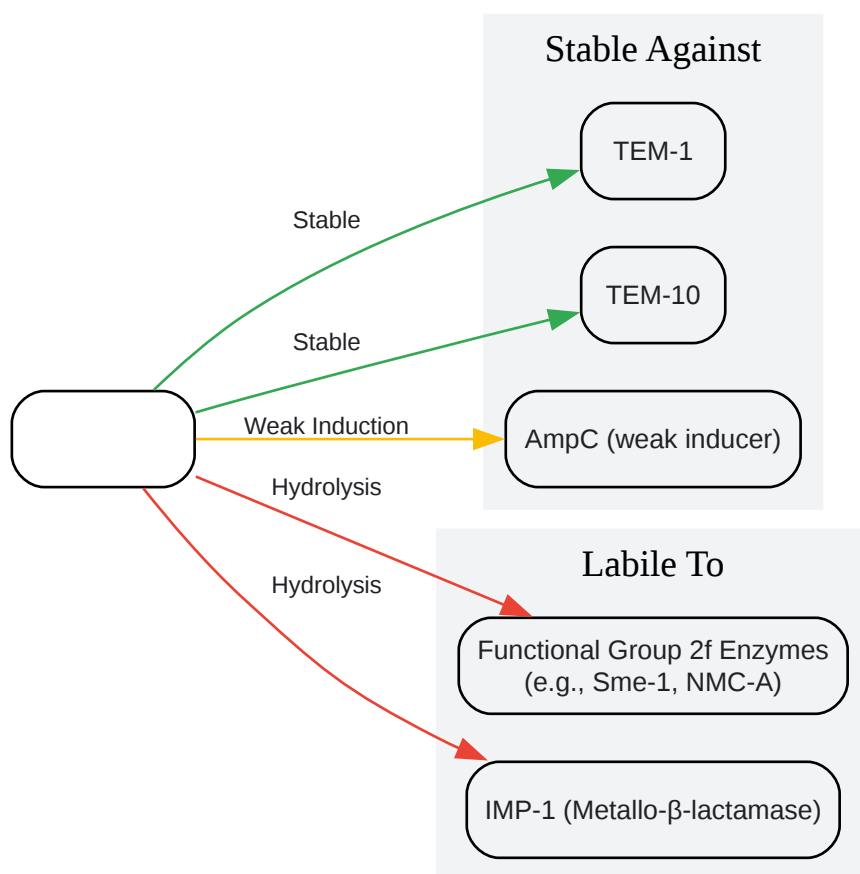 Stable Against
TEM-1
Stable
TEM-10
Stable
Weak Induction
AmpC (weak inducer)
Hydrolysis
Labile To
Hydrolysis
Functional Group 2f Enzymes
(e.g., Sme-1, NMC-A)
IMP-1 (Metallo-β-lactamase)